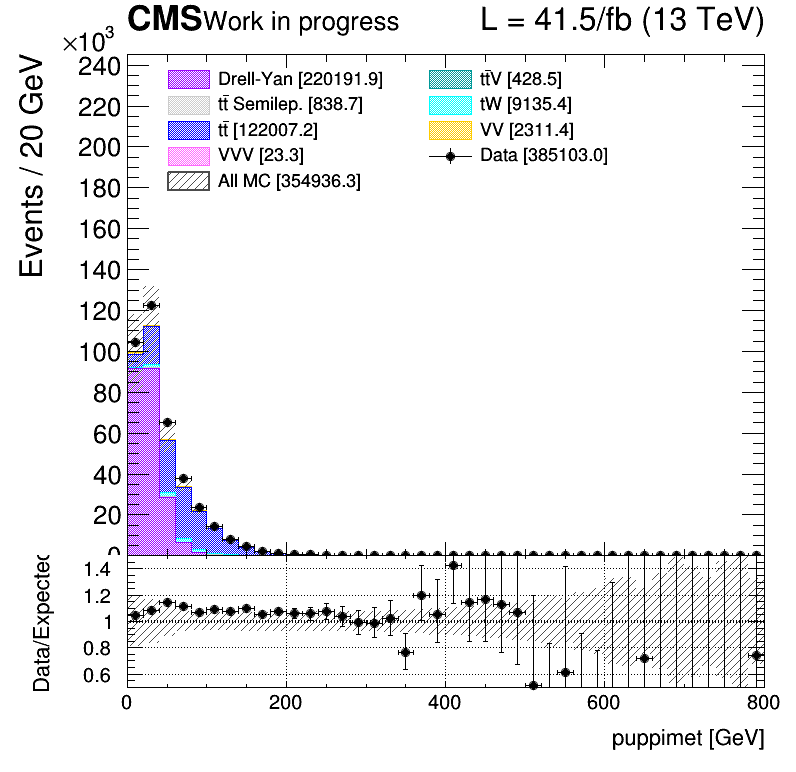 CMS Work in progress L = 41.5/fb (13 TeV)
×10³
Events / 20 GeV
240
220
200
180
160
140
120
100
80
60
40
20
0
Drell-Yan [220191.9]
tt̄ Semilep. [838.7]
tt̄ [122007.2]
VVV [23.3]
All MC [354936.3]
tt̄V [428.5]
tW [9135.4]
VV [2311.4]
Data [385103.0]
Data/Expected
1.4
1.2
1
0.8
0.6
0 200 400 600 800
puppimet [GeV]